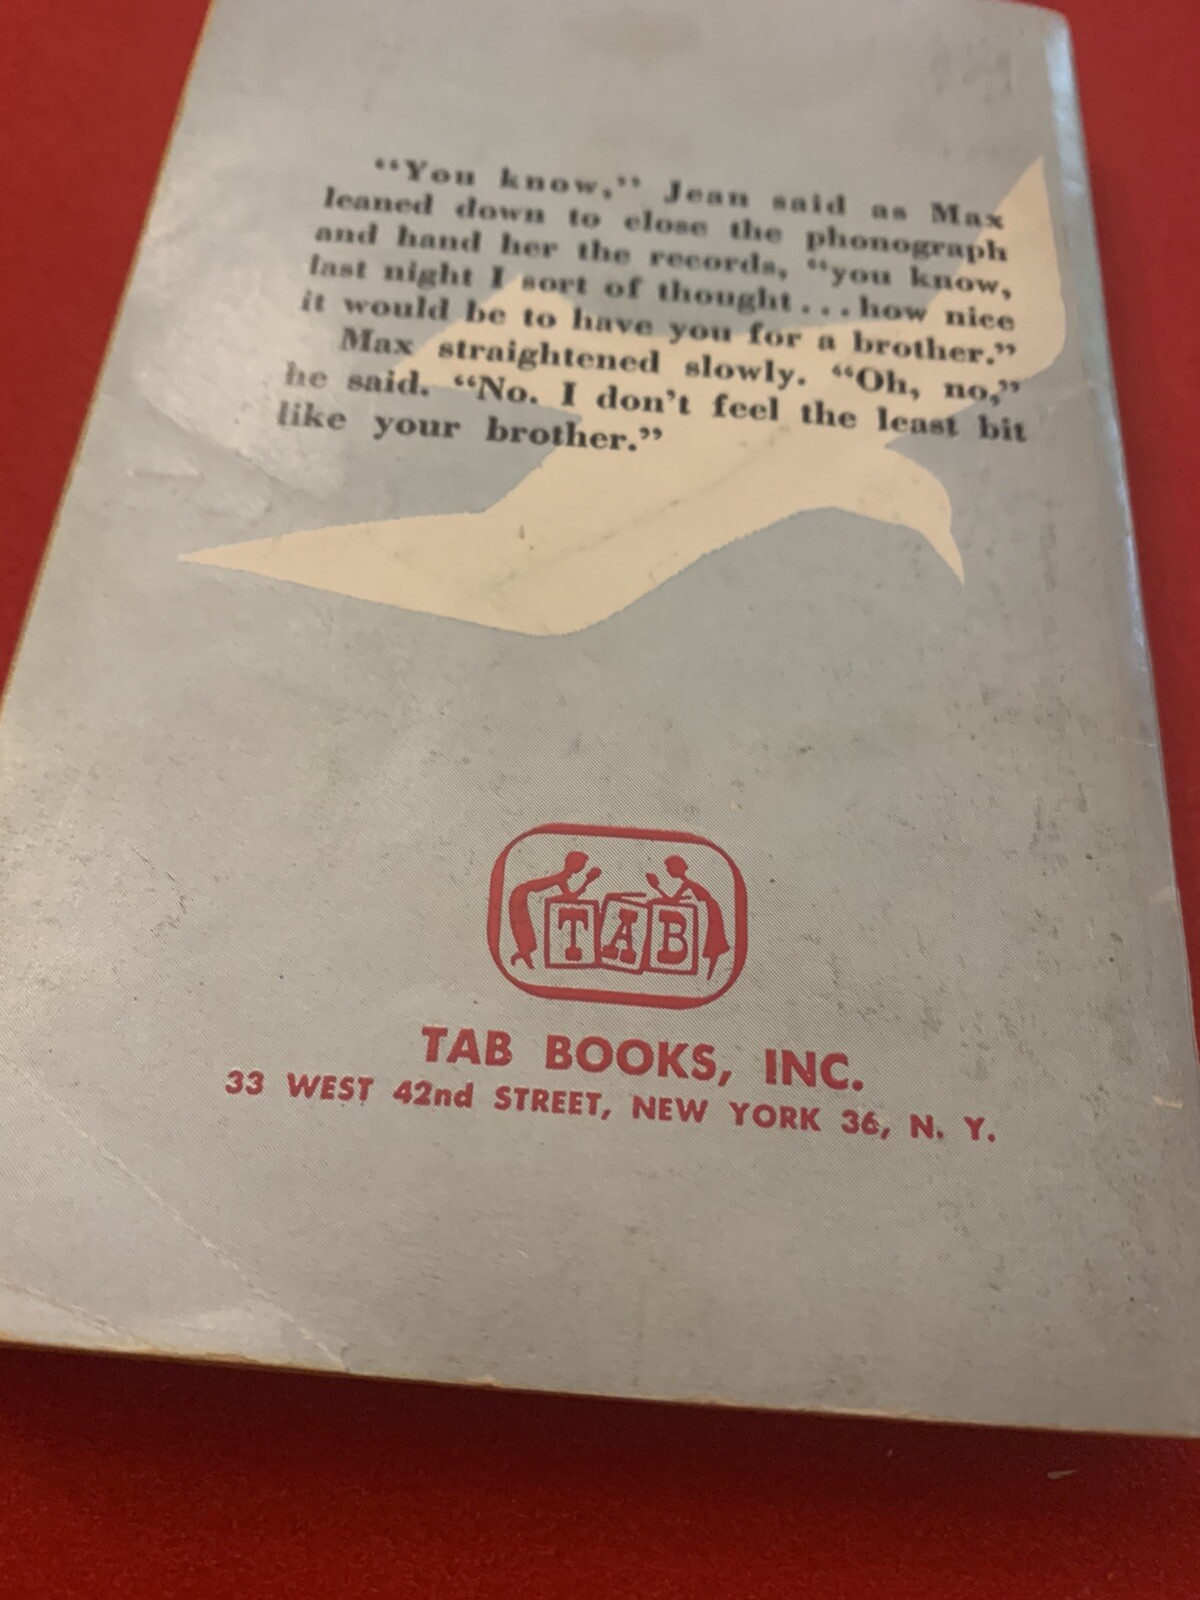 “You know,” Jean said as Max
leaned down to close the phonograph
and hand her the records, “you know,
last night I sort of thought . . . how nice
it would be to have you for a brother.”
Max straightened slowly. “Oh, no,”
he said. “No. I don’t feel the least bit
like your brother.”
TAB
TAB BOOKS, INC.
33 WEST 42nd STREET, NEW YORK 36, N. Y.